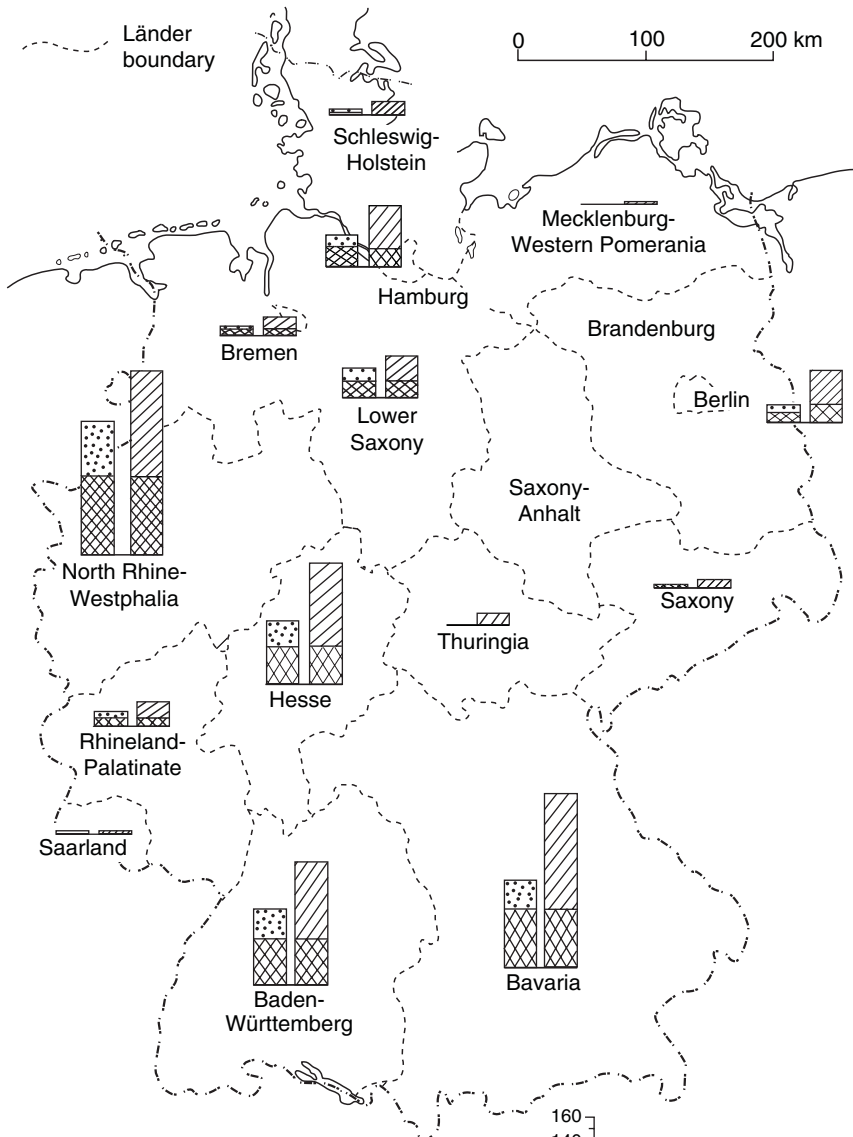 Länder
boundary
0 100 200 km
Schleswig-
Holstein
Mecklenburg-
Western Pomerania
Hamburg
Brandenburg
Bremen
Berlin
Lower
Saxony
Saxony-
Anhalt
North Rhine-
Westphalia
Saxony
Thuringia
Hesse
Rhineland-
Palatinate
Saarland
Bavaria
Baden-
Württemberg
160